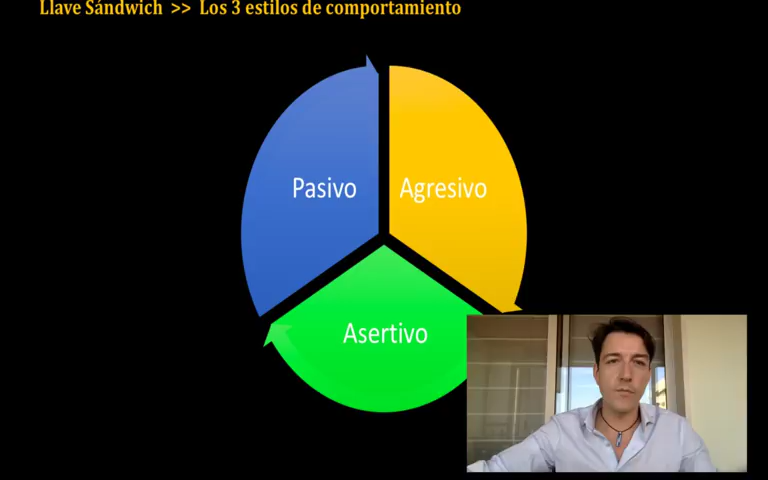 Llave Sándwich >> Los 3 estilos de comportamiento
Pasivo
Agresivo
Asertivo